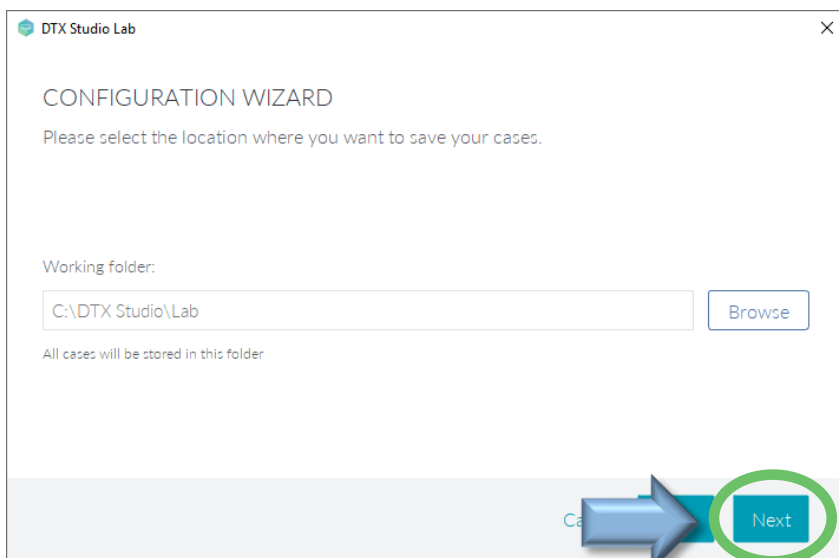 DTX Studio Lab
CONFIGURATION WIZARD
Please select the location where you want to save your cases.
Working folder:
C:\DTX Studio\Lab
Browse
All cases will be stored in this folder
Next